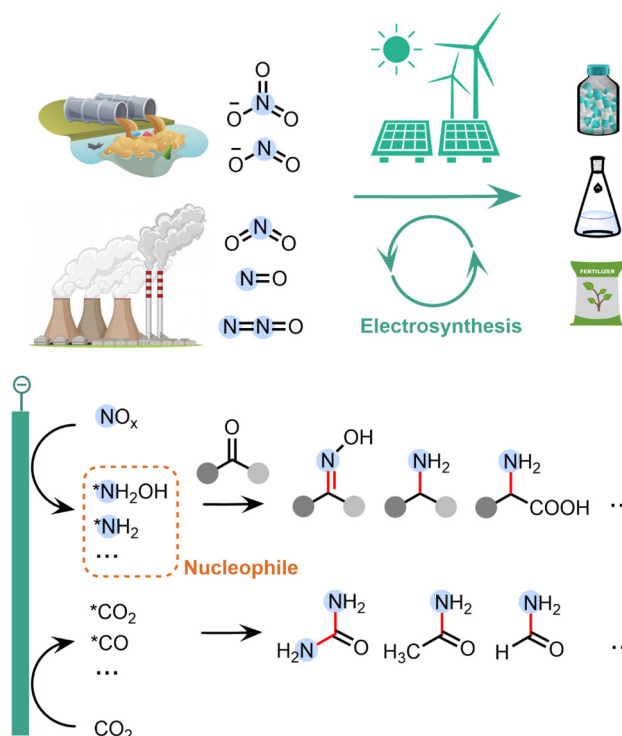 O
⁻O N O
⁻O N O
O N O
N=O
N=N=O
Electrosynthesis
FERTILIZER
⊖
NOₓ
*NH₂OH
*NH₂
...
Nucleophile
O
OH
N
NH₂
NH₂
COOH
...
*CO₂
*CO
...
CO₂
NH₂
H₂N O
NH₂
H₃C O
NH₂
H O
...